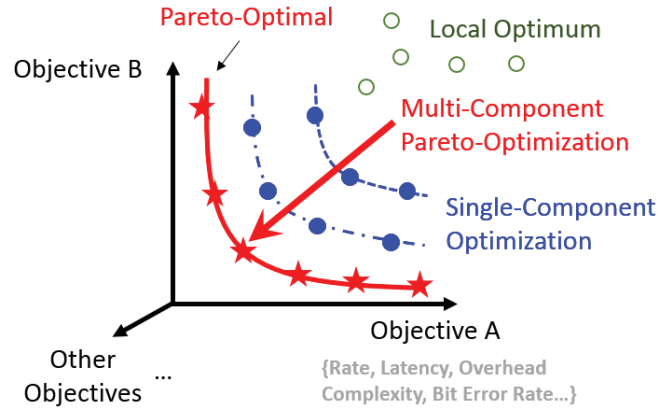 Pareto-Optimal
Local Optimum
Objective B
Multi-Component
Pareto-Optimization
Single-Component
Optimization
Objective A
Other
Objectives ...
{Rate, Latency, Overhead
Complexity, Bit Error Rate...}